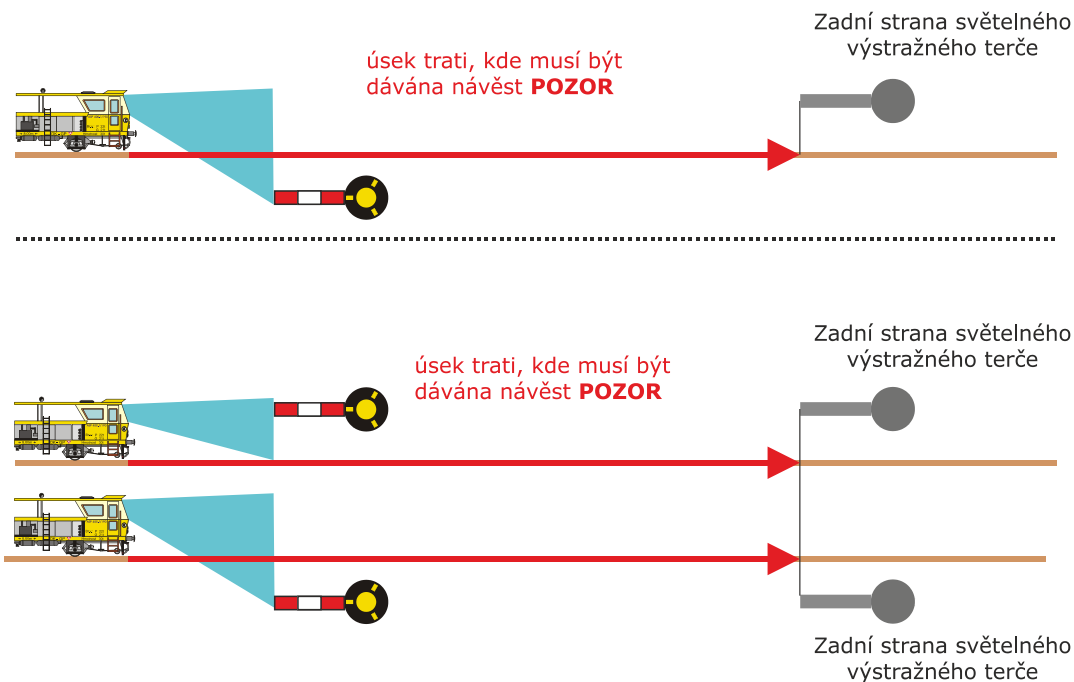 Zadní strana světelného
výstražného terče
úsek trati, kde musí být
dávána návěst POZOR
Zadní strana světelného
výstražného terče
úsek trati, kde musí být
dávána návěst POZOR
Zadní strana světelného
výstražného terče